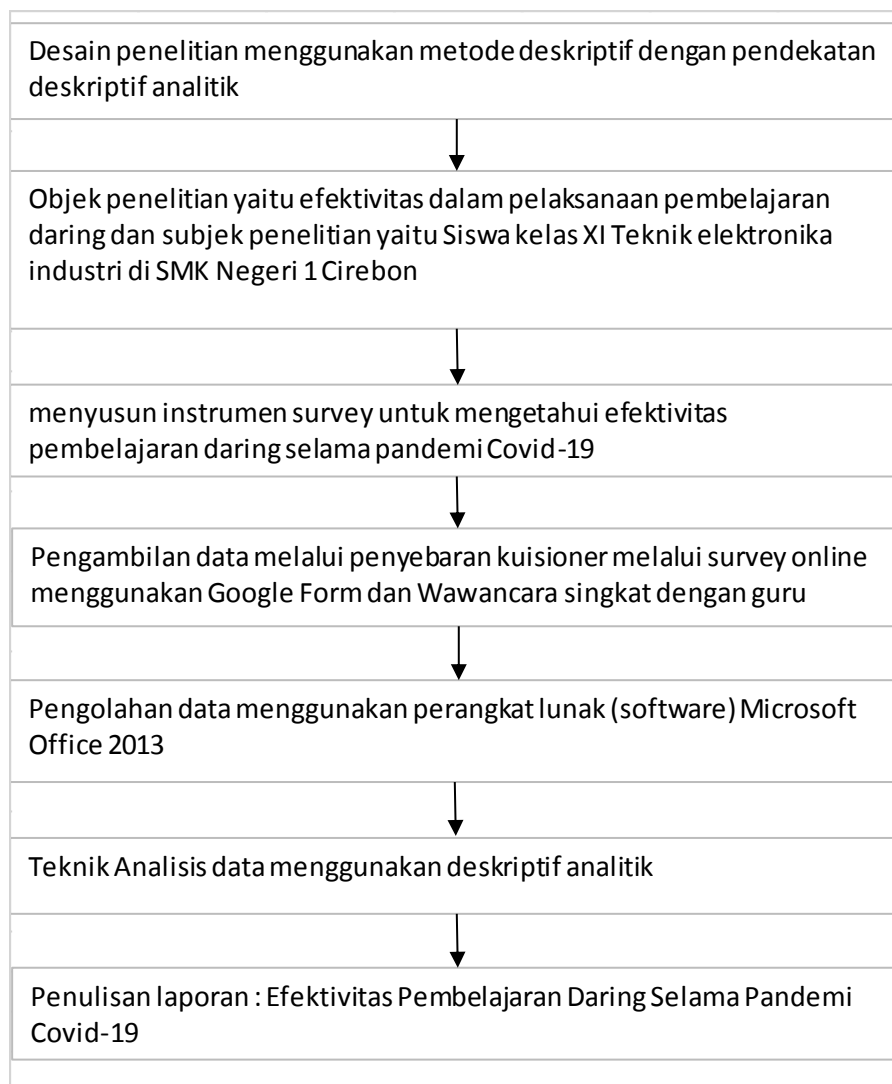 Desain penelitian menggunakan metode deskriptif dengan pendekatan
deskriptif analitik
Objek penelitian yaitu efektivitas dalam pelaksanaan pembelajaran
daring dan subjek penelitian yaitu Siswa kelas XI Teknik elektronika
industri di SMK Negeri 1 Cirebon
menyusun instrumen survey untuk mengetahui efektivitas
pembelajaran daring selama pandemi Covid-19
Pengambilan data melalui penyebaran kuisioner melalui survey online
menggunakan Google Form dan Wawancara singkat dengan guru
Pengolahan data menggunakan perangkat lunak (software) Microsoft
Office 2013
Teknik Analisis data menggunakan deskriptif analitik
Penulisan laporan : Efektivitas Pembelajaran Daring Selama Pandemi
Covid-19